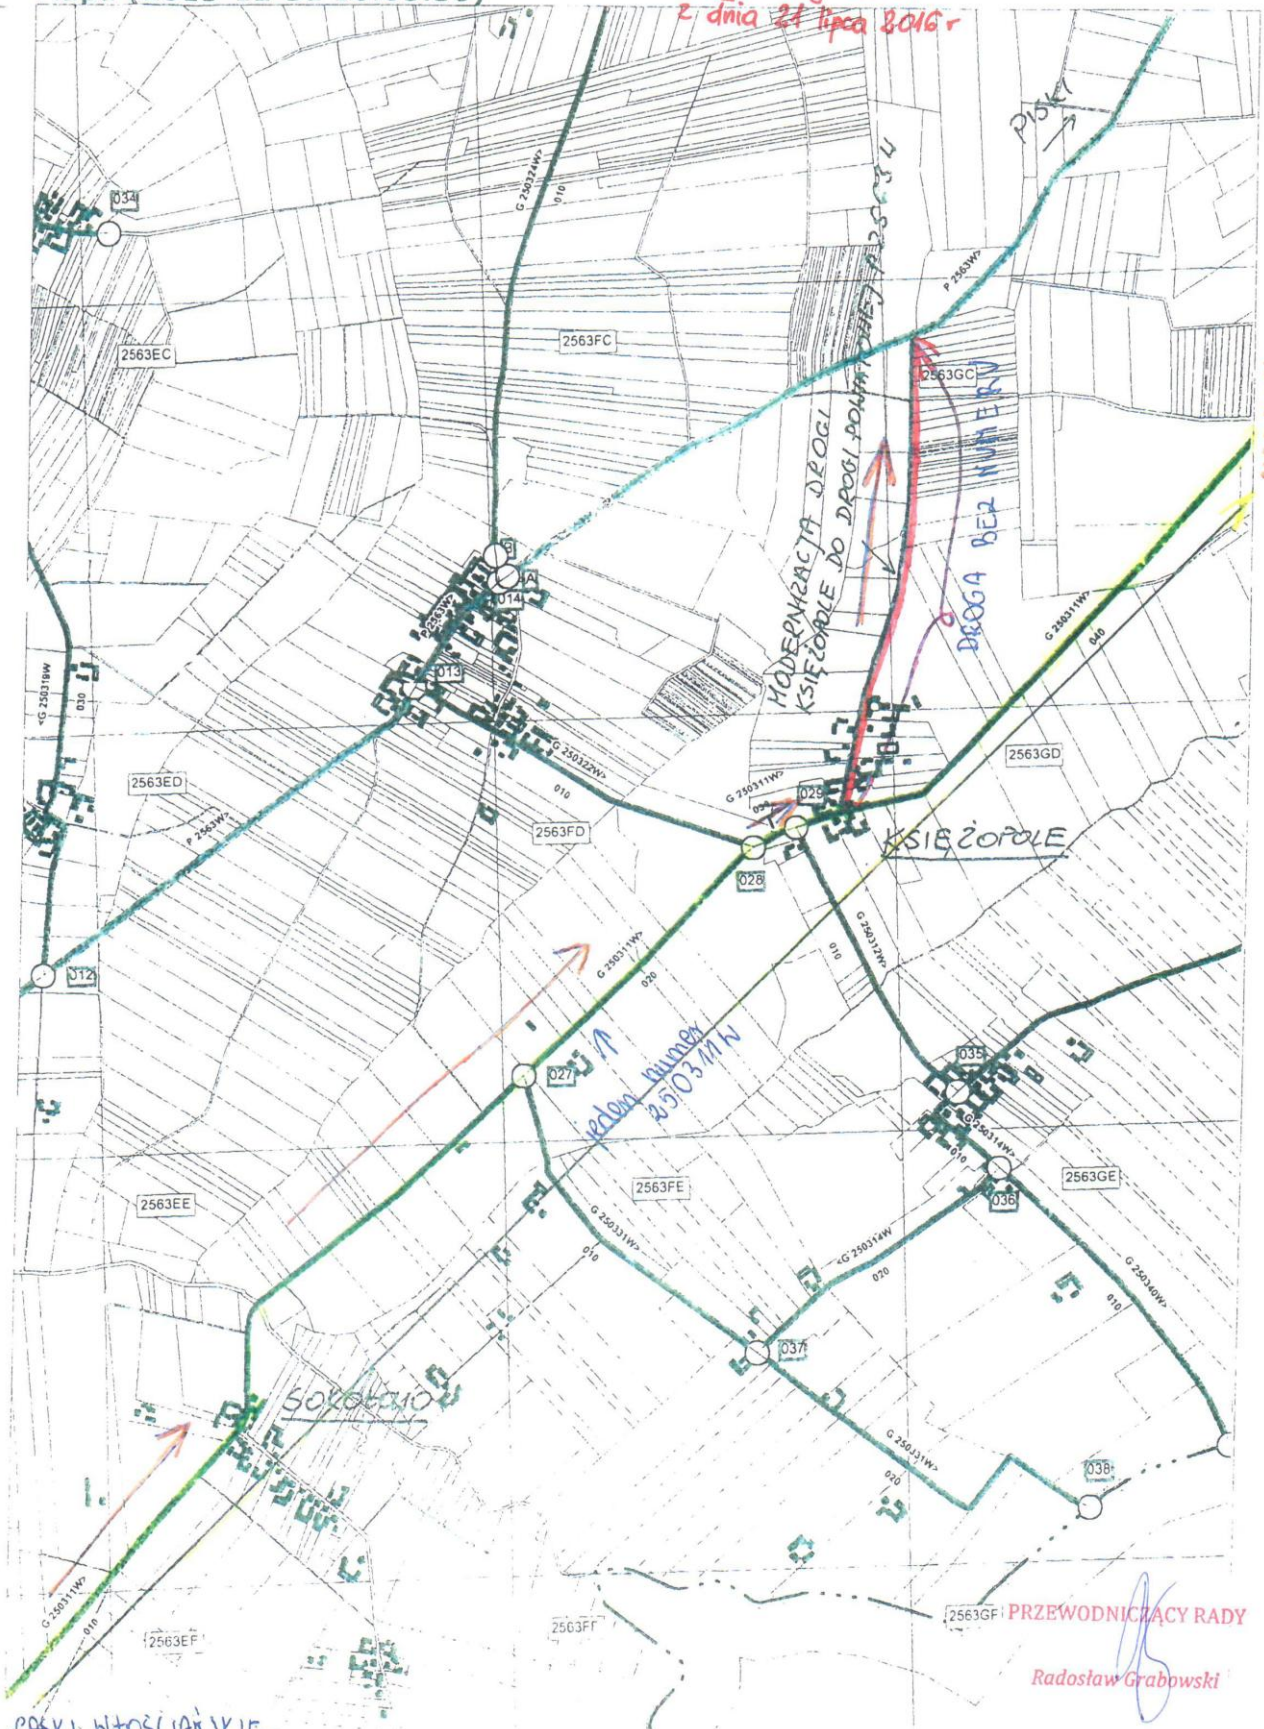 z dnia 21 lipca 2016 r
PISKI
034
G 250324W>
010
P 2563W>
2563EC
2563FC
2563GC
MODERNIZACJA DROGI
KSIĘŻOPOLE DO DROGI POWIATOWEJ
DROGA BEZ NUMERU
014
P 2563W>
013
G 250311W>
040
<G 250319W
030
2563ED
P 2563W>
G 250322W>
010
G 250311W>
029
2563GD
2563FD
KSIĘŻOPOLE
028
012
G 250311W>
020
G 250312W>
010
027
jeden numer
250311W
035
G 250314W>
010
2563EE
2563FE
2563GE
036
G 250331W>
010
<G 250314W
020
G 250340W>
010
037
SOKOŁOWO
G 250331W>
020
038
G 250311W>
010
2563EF
2563FF
2563GF
PRZEWODNICZĄCY RADY
Radosław Grabowski